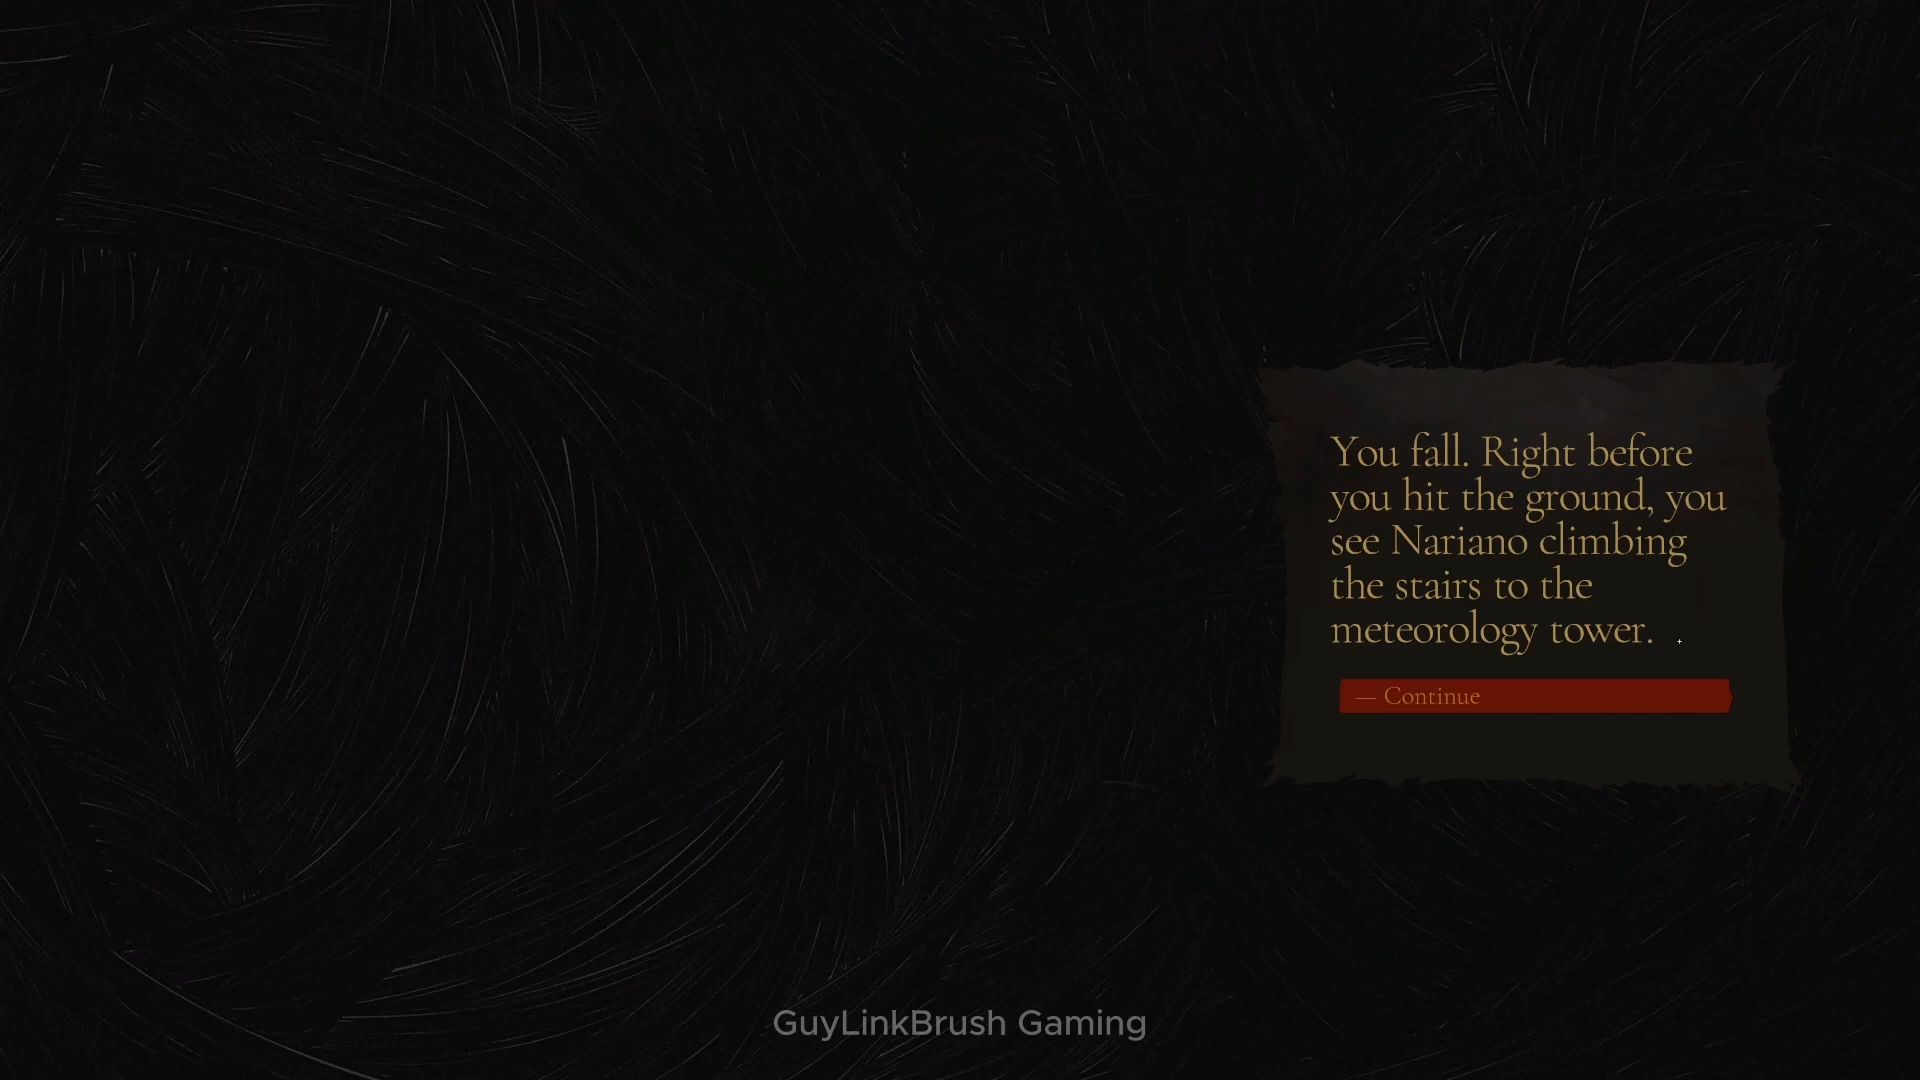 You fall. Right before
you hit the ground, you
see Nariano climbing
the stairs to the
meteorology tower.
— Continue
GuyLinkBrush Gaming